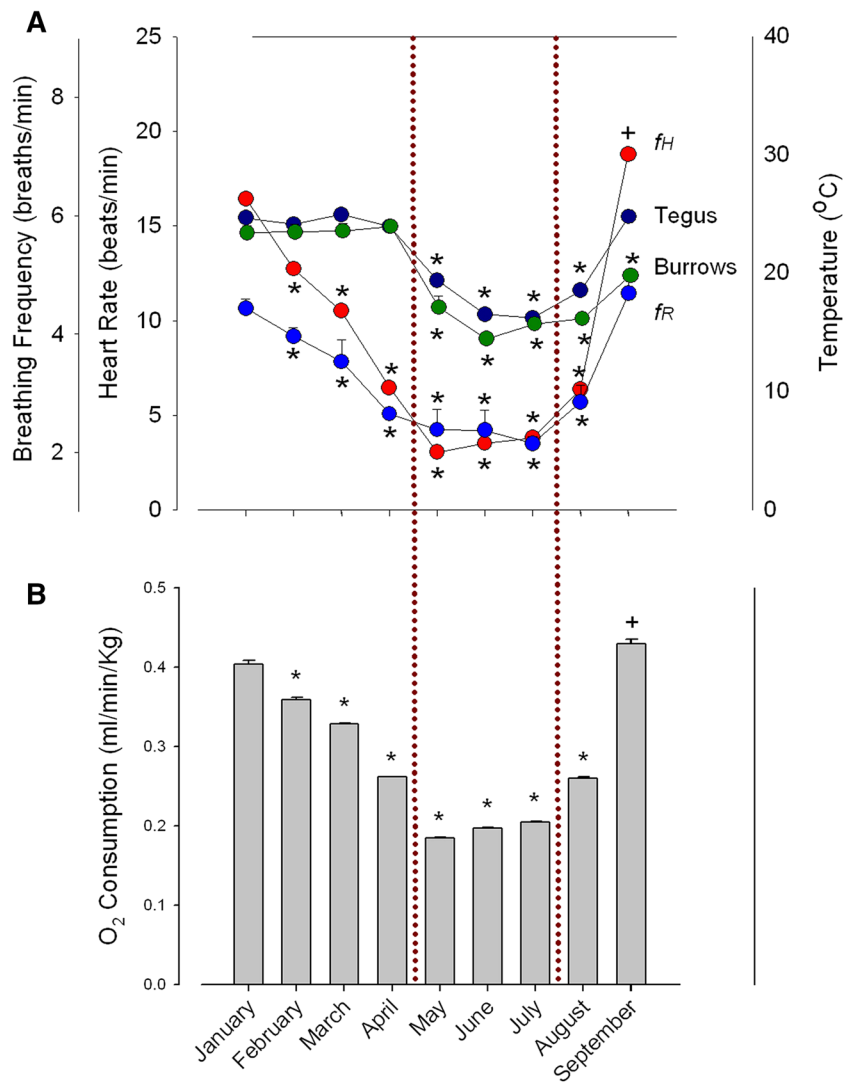 A
Breathing Frequency (breaths/min)
8
6
4
2
Heart Rate (beats/min)
25
20
15
10
5
0
40
30
20
10
0
Temperature (°C)
+
fH
Tegus
Burrows
fR
* * * * * * * * * * * * * * * * * * * * *
B
O2 Consumption (ml/min/Kg)
0.5
0.4
0.3
0.2
0.1
0.0
* * * * * * * +
January
February
March
April
May
June
July
August
September